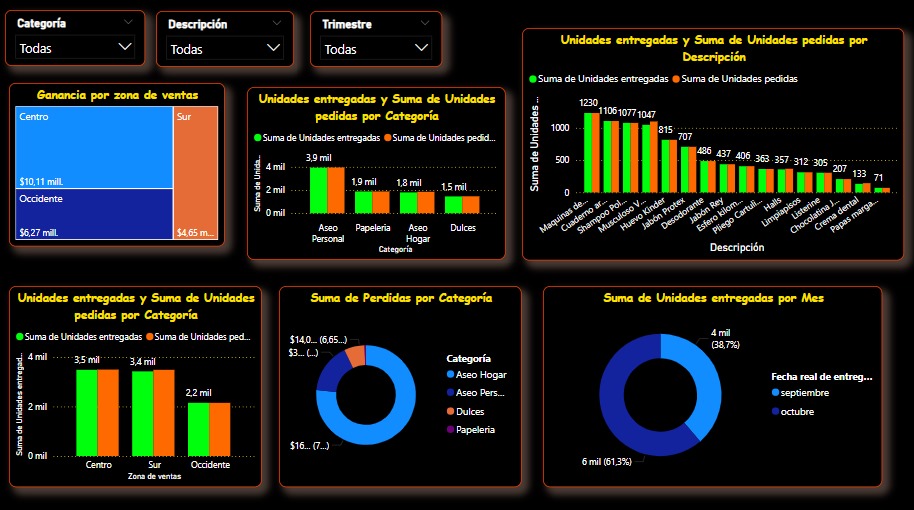 Categoría
Todas
Descripción
Todas
Trimestre
Todas
Ganancia por zona de ventas
Centro
$10,11 mill.
Occidente
$6,27 mill.
Sur
$4,65 m...
Unidades entregadas y Suma de Unidades
pedidas por Categoría
Suma de Unidades entregadas
Suma de Unidades pedid...
Suma de Unida...
4 mil
2 mil
0 mil
3,9 mil
1,9 mil
1,8 mil
1,5 mil
Aseo
Personal
Papeleria
Aseo
Hogar
Dulces
Categoría
Unidades entregadas y Suma de Unidades pedidas por
Descripción
Suma de Unidades entregadas
Suma de Unidades pedidas
Suma de Unidades ...
1000
500
0
1230
1106
1077
1047
815
707
486
437
406
363
357
312
305
207
133
71
Maquinas de...
Cuaderno ar...
Shampoo Pol...
Musculoso V...
Huevo Kinder
Jabón Protex
Desodorante
Jabón Rey
Esfero kilom...
Pliego Cartuli...
Halls
Limpiapisos
Listerine
Chocolatina J...
Crema dental
Papas marga...
Descripción
Unidades entregadas y Suma de Unidades
pedidas por Categoría
Suma de Unidades entregadas
Suma de Unidades ped...
Suma de Unidades entregad...
4 mil
2 mil
0 mil
3,5 mil
3,4 mil
2,2 mil
Centro
Sur
Occidente
Zona de ventas
Suma de Perdidas por Categoría
$14,0... (6,65...)
$3... (...)
$16... (7...)
Categoría
Aseo Hogar
Aseo Pers...
Dulces
Papeleria
Suma de Unidades entregadas por Mes
4 mil
(38,7%)
6 mil (61,3%)
Fecha real de entreg...
septiembre
octubre